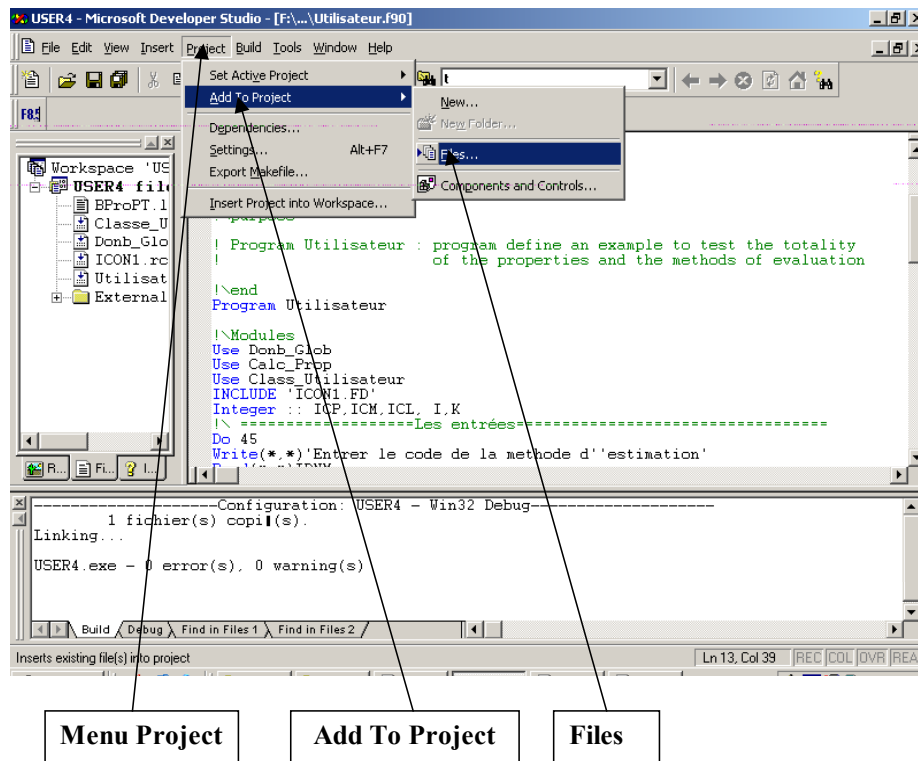 USER4 - Microsoft Developer Studio - [F:\...\Utilisateur.f90]
File Edit View Insert Project Build Tools Window Help
Set Active Project
t
Add To Project
New...
F8.
New Folder...
Dependencies...
Settings... Alt+F7
Files...
Workspace 'US
Export Makefile...
Components and Controls...
USER4 file
BProPT.l
Insert Project into Workspace...
Classe_U
Donb_Glo
! Program Utilisateur : program define an example to test the totality
ICON1.rc
! of the properties and the methods of evaluation
Utilisat
External
!\end
Program Utilisateur
!\Modules
Use Donb_Glob
Use Calc_Prop
Use Class_Utilisateur
INCLUDE 'ICON1.FD'
Integer :: ICP,ICM,ICL, I,K
!\ ==================Les entrées=================================
Do 45
Write(*,*)'Entrer le code de la methode d''estimation'
R... Fi... I...
--------------------Configuration: USER4 - Win32 Debug--------------------
1 fichier(s) copi (s).
Linking...
USER4.exe - 0 error(s), 0 warning(s)
Build Debug Find in Files 1 Find in Files 2
Inserts existing file(s) into project
Ln 13, Col 39 REC COL OVR REA
Menu Project
Add To Project
Files